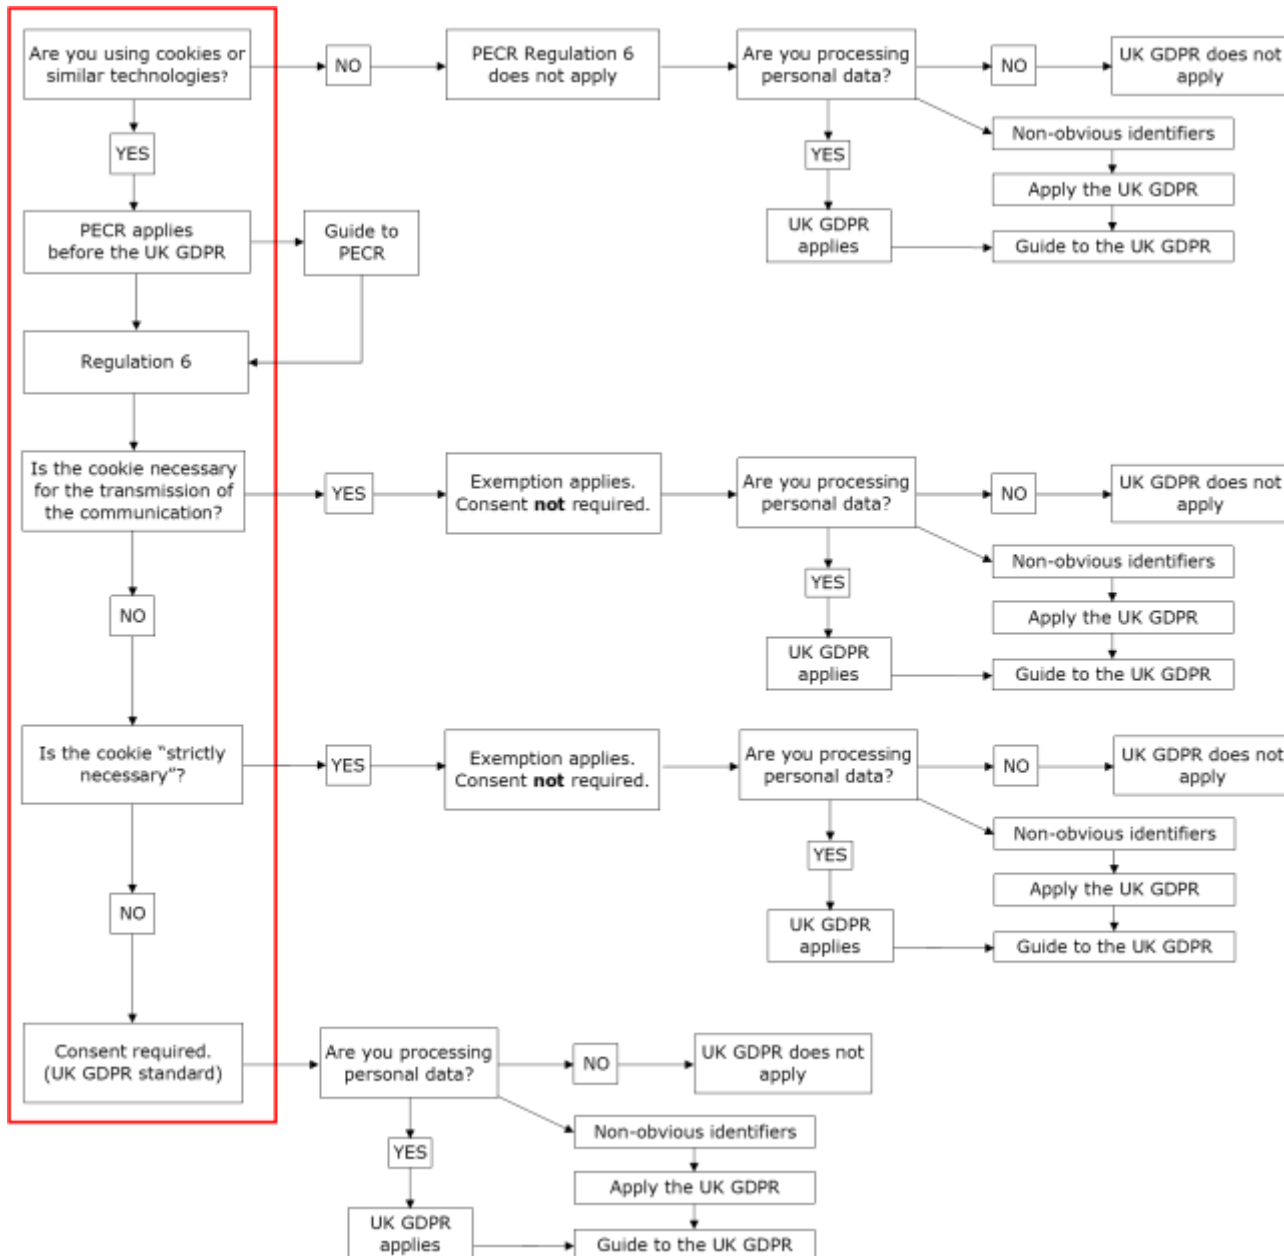 Are you using cookies or
similar technologies?
NO
PECR Regulation 6
does not apply
Are you processing
personal data?
NO
UK GDPR does not
apply
YES
Non-obvious identifiers
YES
Apply the UK GDPR
PECR applies
before the UK GDPR
Guide to
PECR
UK GDPR
applies
Guide to the UK GDPR
Regulation 6
Is the cookie necessary
for the transmission of
the communication?
YES
Exemption applies.
Consent not required.
Are you processing
personal data?
NO
UK GDPR does not
apply
Non-obvious identifiers
YES
NO
Apply the UK GDPR
UK GDPR
applies
Guide to the UK GDPR
Is the cookie “strictly
necessary”?
YES
Exemption applies.
Consent not required.
Are you processing
personal data?
NO
UK GDPR does not
apply
Non-obvious identifiers
YES
NO
Apply the UK GDPR
UK GDPR
applies
Guide to the UK GDPR
Consent required.
(UK GDPR standard)
Are you processing
personal data?
NO
UK GDPR does not
apply
Non-obvious identifiers
YES
Apply the UK GDPR
UK GDPR
applies
Guide to the UK GDPR